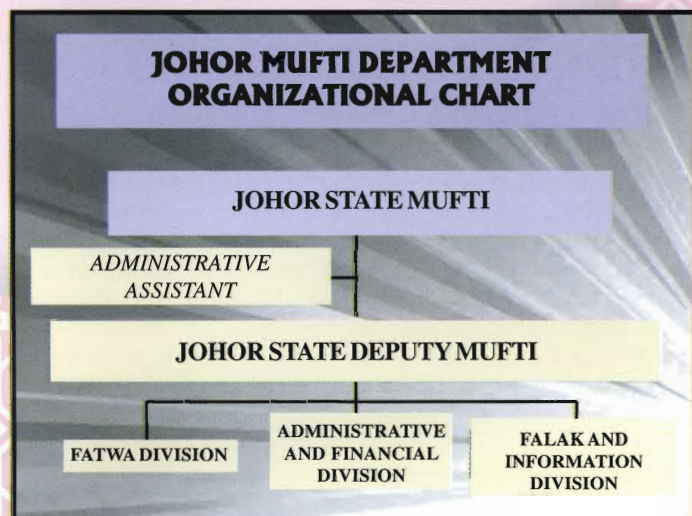 JOHOR MUFTI DEPARTMENT
ORGANIZATIONAL CHART
JOHOR STATE MUFTI
ADMINISTRATIVE
ASSISTANT
JOHOR STATE DEPUTY MUFTI
FATWA DIVISION
ADMINISTRATIVE
AND FINANCIAL
DIVISION
FALAK AND
INFORMATION
DIVISION